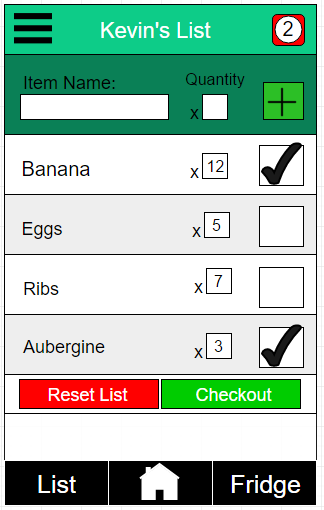 Kevin's List
2
Item Name:
Quantity
x
Banana
x 12
Eggs
x 5
Ribs
x 7
Aubergine
x 3
Reset List
Checkout
List
Fridge